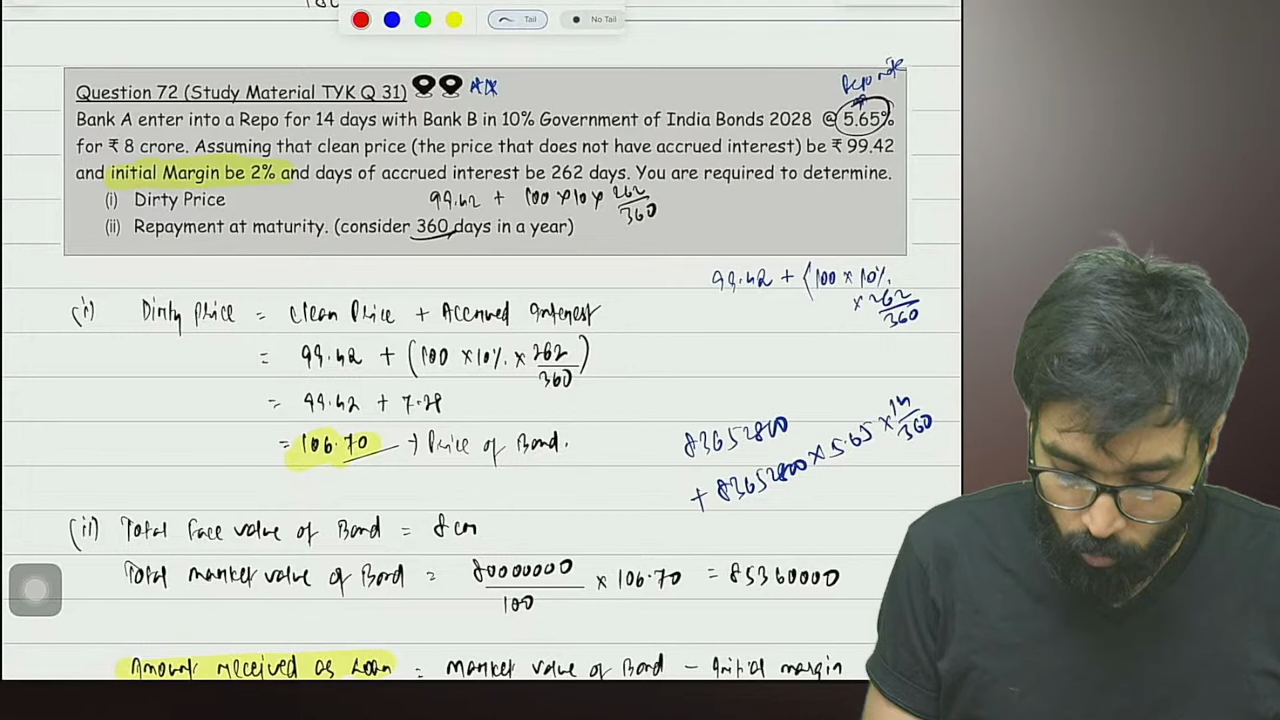 Tail
No Tail
Question 72 (Study Material TYK Q 31)
Repo rate
Bank A enter into a Repo for 14 days with Bank B in 10% Government of India Bonds 2028 @ 5.65%
for ₹ 8 crore. Assuming that clean price (the price that does not have accrued interest) be ₹ 99.42
and initial Margin be 2% and days of accrued interest be 262 days. You are required to determine.
(i) Dirty Price
99.42 + 100 × 10 × 262/360
(ii) Repayment at maturity. (consider 360 days in a year)
99.42 + (100 × 10%
× 262/360
(i) Dirty Price = Clean Price + Accrued Interest
= 99.42 + (100 × 10% × 262/360)
= 99.42 + 7.28
= 106.70 → Price of Bond.
83652800
+ 83652800 × 5.65 × 14/360
(ii) Total Face value of Bond = 8 cr
Total market value of Bond = 80000000/100 × 106.70 = 85360000
Amount received as Loan = Market value of Bond - Initial margin